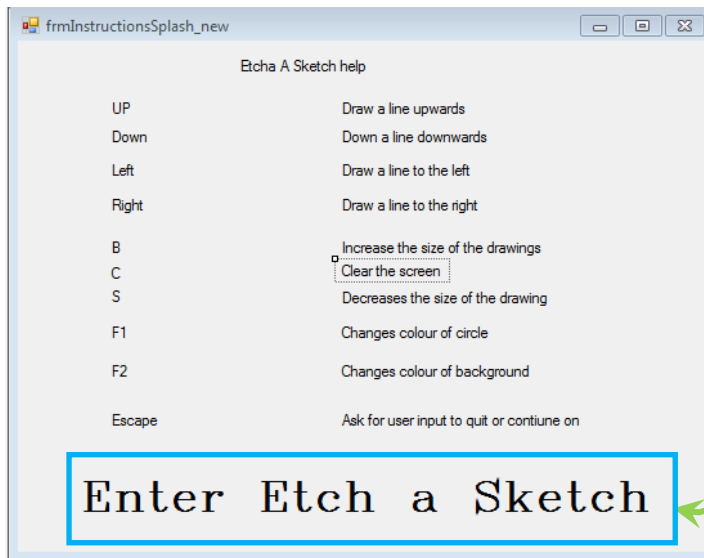 frmInstructionsSplash_new
Etcha A Sketch help
UP Draw a line upwards
Down Down a line downwards
Left Draw a line to the left
Right Draw a line to the right
B Increase the size of the drawings
C Clear the screen
S Decreases the size of the drawing
F1 Changes colour of circle
F2 Changes colour of background
Escape Ask for user input to quit or contiune on
Enter Etch a Sketch